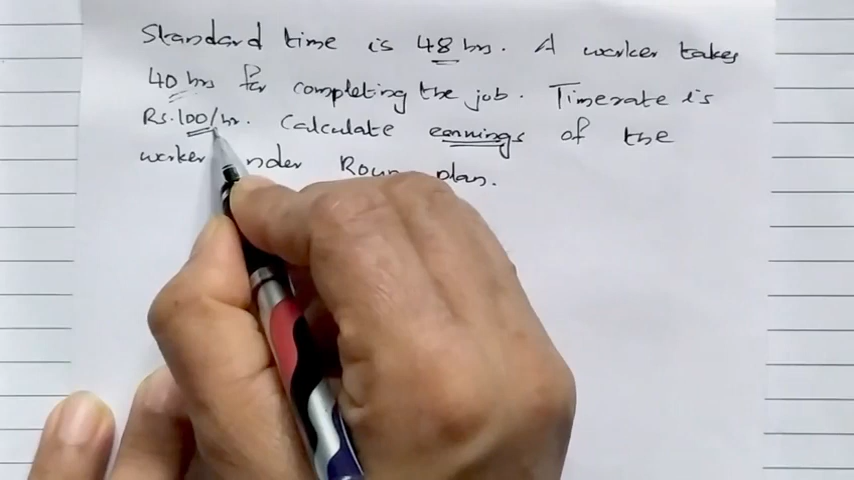 Standard time is 48 hrs. A worker takes
40 hrs for completing the job. Timerate is
Rs.100/hr. Calculate earnings of the
worker plan.